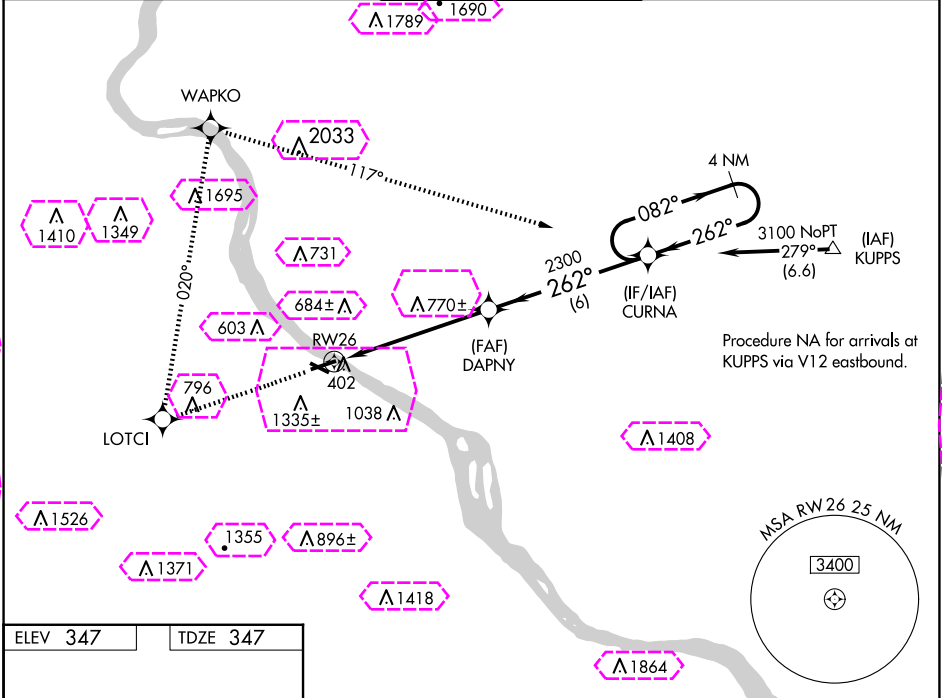 1690
1789
WAPKO
2033
117°
4 NM
1695
1410
1349
082°
262°
3100 NoPT
279°
(6.6)
(IAF)
KUPPS
731
2300
262°
(6)
(IF/IAF)
CURNA
020°
684±
770±
603
RW26
(FAF)
DAPNY
Procedure NA for arrivals at
KUPPS via V12 eastbound.
402
796
1335±
1038
LOTCI
1408
1526
1355
896±
1371
MSA RW26 25 NM
3400
1418
ELEV 347
TDZE 347
1864